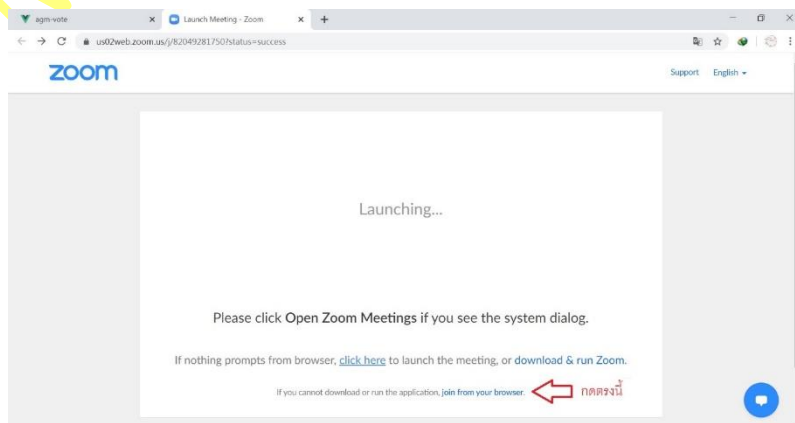 agm-vote
Launch Meeting - Zoom
us02web.zoom.us/j/82049281750?status=success
zoom
Support English
Launching...
Please click Open Zoom Meetings if you see the system dialog.
If nothing prompts from browser, click here to launch the meeting, or download & run Zoom.
If you cannot download or run the application, join from your browser. กดตรงนี้